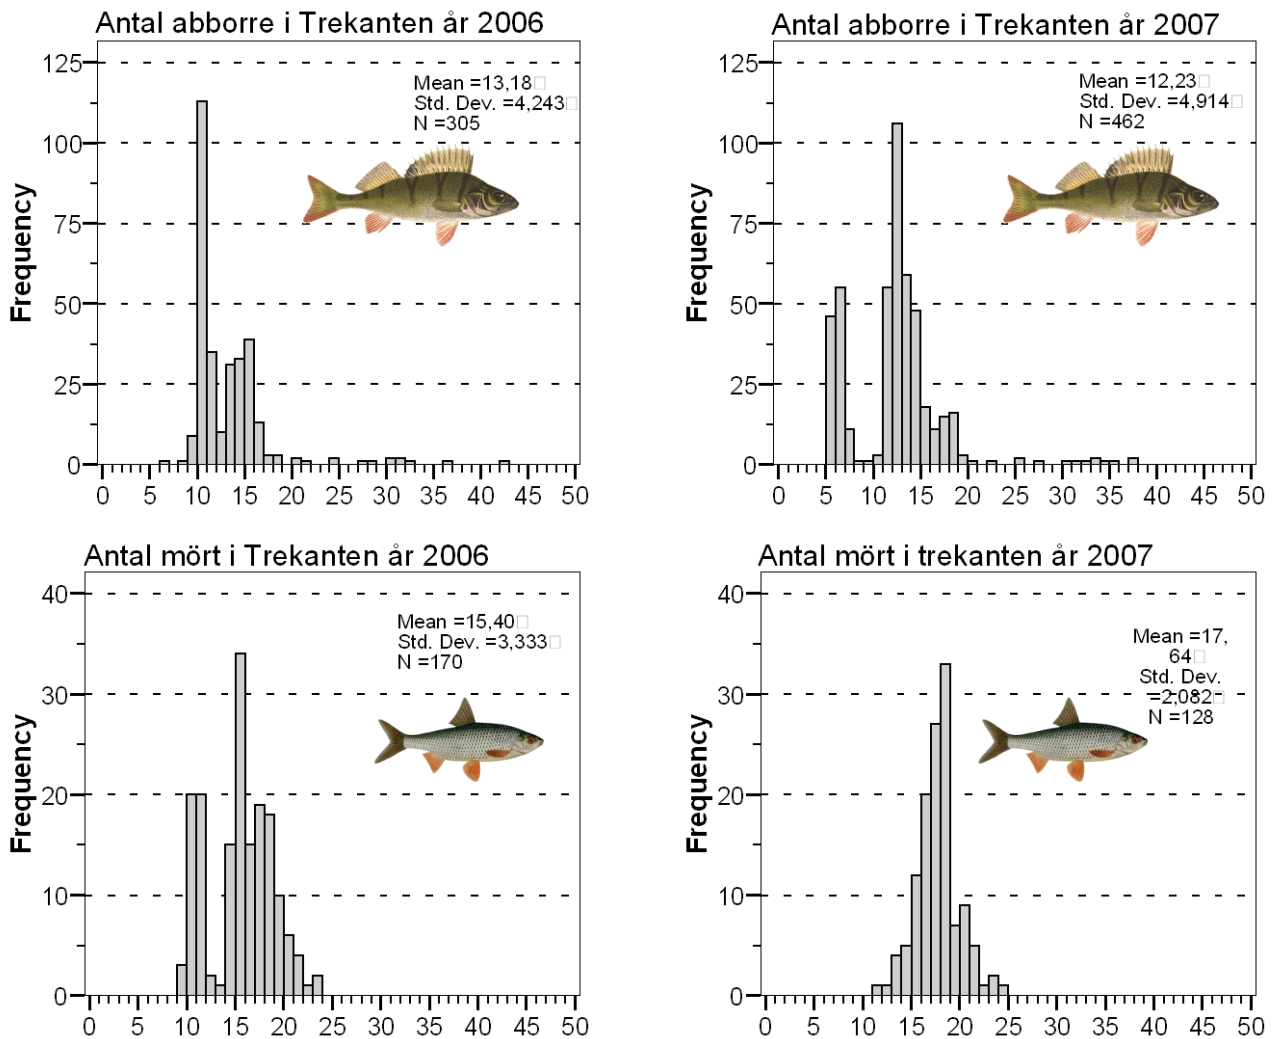 Antal abborre i Trekanten år 2006
125
100
75
50
25
0
Frequency
Mean =13,18
Std. Dev. =4,243
N =305
0 5 10 15 20 25 30 35 40 45 50
Antal abborre i Trekanten år 2007
125
100
75
50
25
0
Frequency
Mean =12,23
Std. Dev. =4,914
N =462
0 5 10 15 20 25 30 35 40 45 50
Antal mört i Trekanten år 2006
40
30
20
10
0
Frequency
Mean =15,40
Std. Dev. =3,333
N =170
0 5 10 15 20 25 30 35 40 45 50
Antal mört i trekanten år 2007
40
30
20
10
0
Frequency
Mean =17,
64
Std. Dev.
=2,082
N =128
0 5 10 15 20 25 30 35 40 45 50